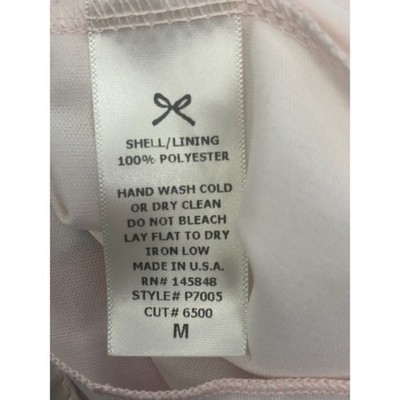 SHELL/LINING
100% POLYESTER
HAND WASH COLD
OR DRY CLEAN
DO NOT BLEACH
LAY FLAT TO DRY
IRON LOW
MADE IN U.S.A.
RN# 145848
STYLE# P7005
CUT# 6500
M